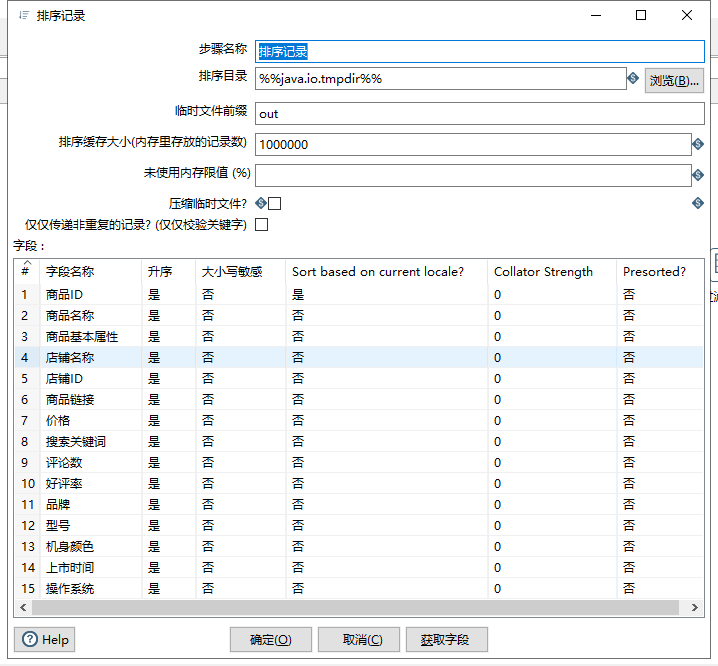 排序记录
步骤名称 排序记录
排序目录 %%java.io.tmpdir%% 浏览(B)...
临时文件前缀 out
排序缓存大小(内存里存放的记录数) 1000000
未使用内存限值 (%)
压缩临时文件?
仅仅传递非重复的记录? (仅仅校验关键字)
字段 :
# 字段名称 升序 大小写敏感 Sort based on current locale? Collator Strength Presorted?
1 商品ID 是 否 是 0 否
2 商品名称 是 否 否 0 否
3 商品基本属性 是 否 否 0 否
4 店铺名称 是 否 否 0 否
5 店铺ID 是 否 否 0 否
6 商品链接 是 否 否 0 否
7 价格 是 否 否 0 否
8 搜索关键词 是 否 否 0 否
9 评论数 是 否 否 0 否
10 好评率 是 否 否 0 否
11 品牌 是 否 否 0 否
12 型号 是 否 否 0 否
13 机身颜色 是 否 否 0 否
14 上市时间 是 否 否 0 否
15 操作系统 是 否 否 0 否
Help 确定(O) 取消(C) 获取字段